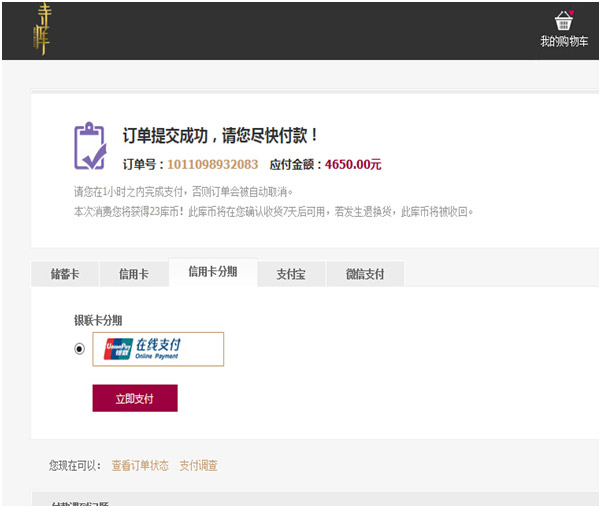 寺库
我的购物车
订单提交成功，请您尽快付款！
订单号：1011098932083 应付金额：4650.00元
请您在1小时之内完成支付，否则订单会被自动取消。
本次消费您将获得23库币！此库币将在您确认收货7天后可用，若发生退换货，此库币将被收回。
储蓄卡 信用卡 信用卡分期 支付宝 微信支付
银联卡分期
UnionPay 银联 在线支付
Online Payment
立即支付
您现在可以： 查看订单状态 支付调查